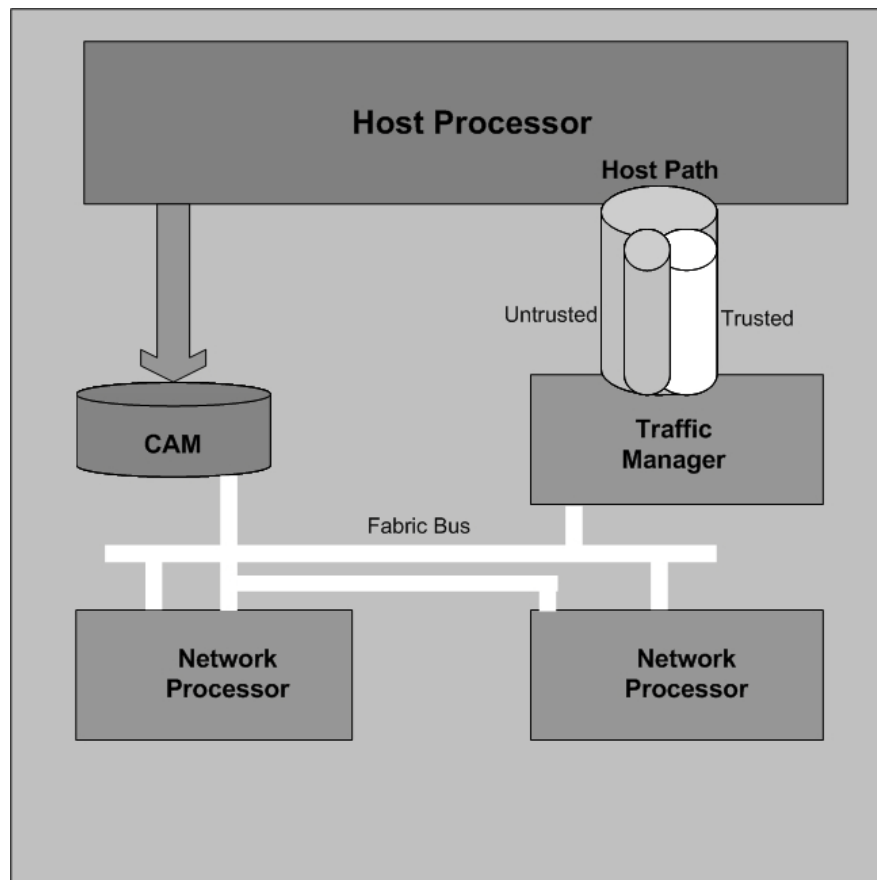 Host Processor
Host Path
Untrusted
Trusted
CAM
Traffic
Manager
Fabric Bus
Network
Processor
Network
Processor